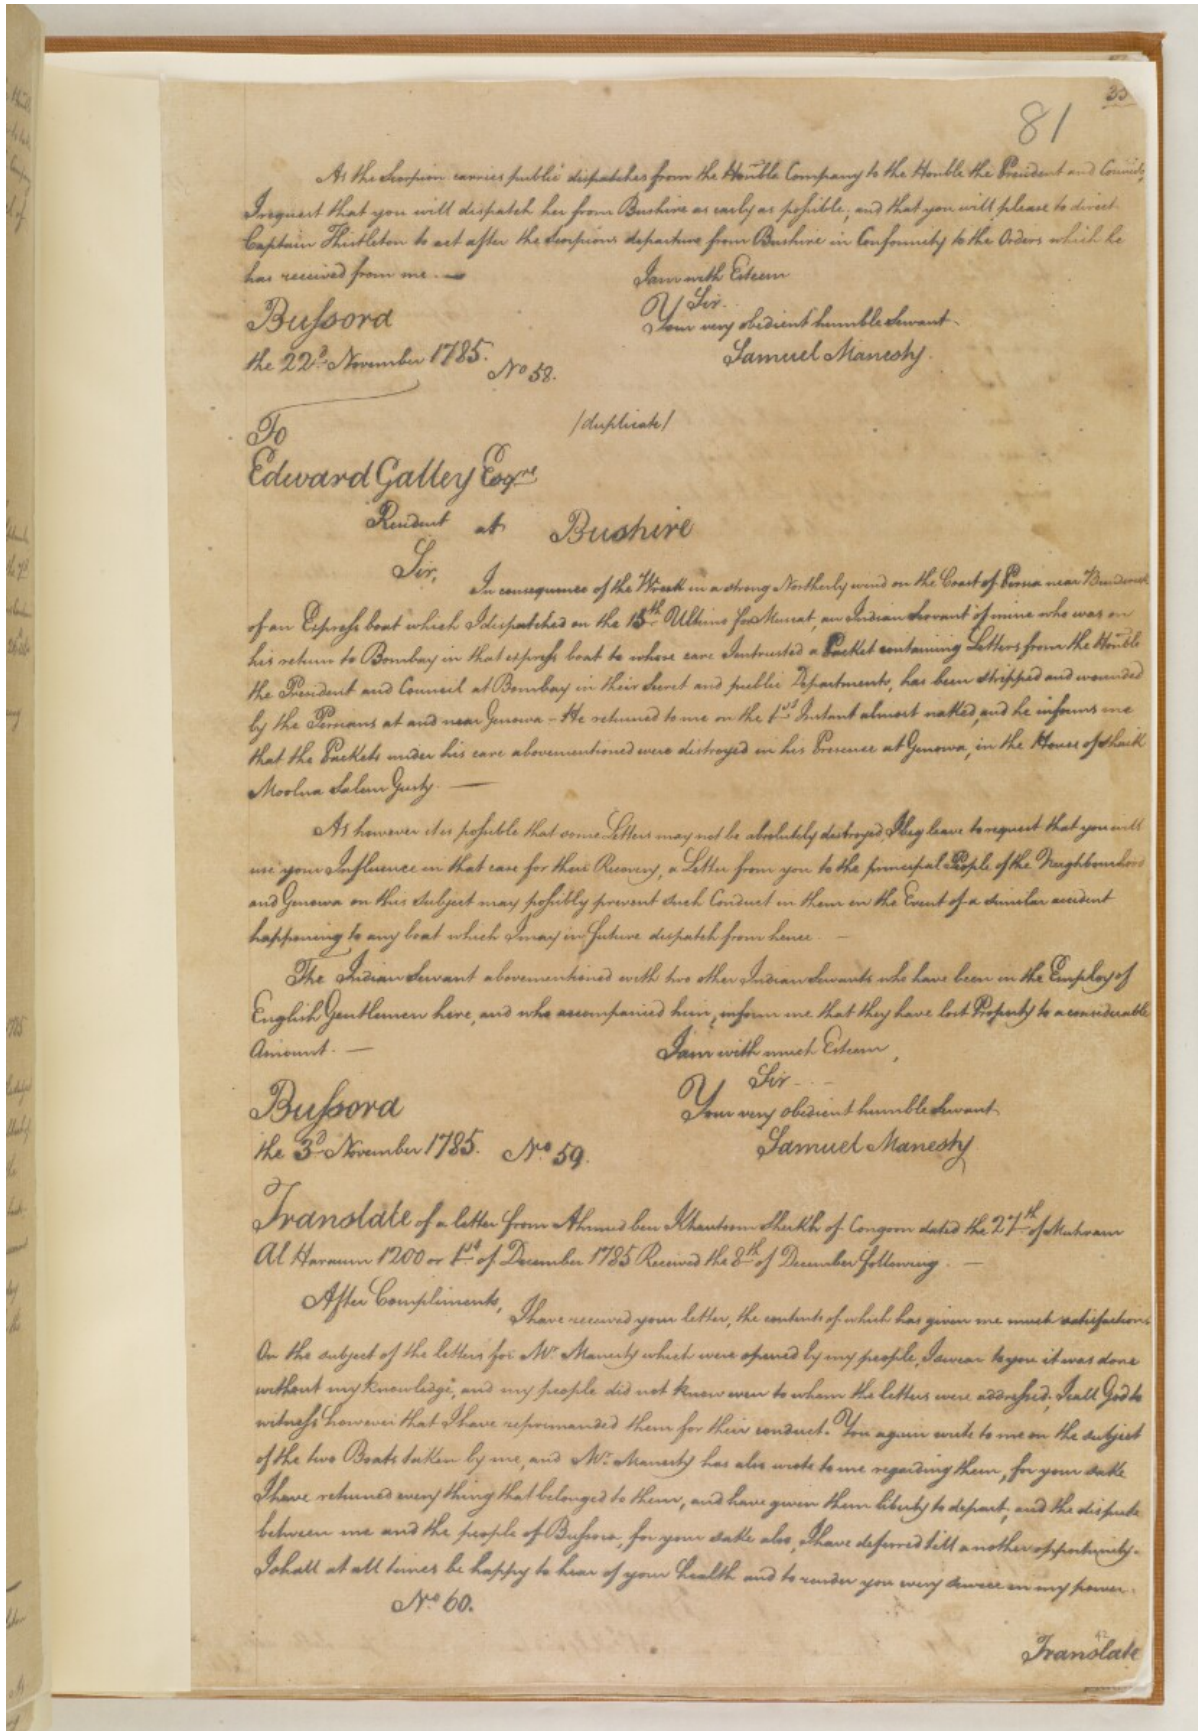 33
81
As the Scorpion carries public dispatches from the Honble Company to the Honble the President and Council,
I request that you will dispatch her from Bushire as early as possible, and that you will please to direct
Captain Thistleton to act after the Scorpions departure from Bushire in Conformity to the Orders which he
has received from me. —
I am with Esteem
Sir
Your very obedient humble Servant
Bussora
the 22d November 1785.
Samuel Manesty.
No 58.
To
/duplicate/
Edward Galley Esqre
Resident at Bushire
Sir,
In consequence of the Wreck in a strong Northerly wind on the Coast of Persia near
of an Express boat which I dispatched on the 15th Ultimo for Muscat, an Indian Servant of mine who was on
his return to Bombay in that express boat to whose care I intrusted a Packet containing Letters from the Honble
the President and Council at Bombay in their Secret and public Departments, has been stripped and wounded
by the Persians at and near Genowa – He returned to me on the 1st Instant almost naked, and he informs me
that the Packets under his care abovementioned were distroyed in his Presence at Genowa, in the House of Shaik
Moolna Salem
As however it is possible that some Letters may not be absolutely distroyed, I beg leave to request that you will
use your Influence in that case for their Recovery, a Letter from you to the principal People of the Neighbourhood
and Genowa on this Subject may possibly prevent such Conduct in them on the Event of a similar accident
happening to any boat which I may in future dispatch from hence. —
The Indian Servant abovementioned with two other Indian Servants who have been in the Employ of
English Gentlemen here, and who accompanied him, inform me that they have lost Property to a considerable
Amount. —
I am with much Esteem,
Sir
Your very obedient humble Servant
Bussora
the 3d November 1785. No 59.
Samuel Manesty
Translate of a letter from Ahmed ben Sheikh of Congoon dated the 27th of Muhram
Al Haraum 1200 or 1st of December 1785 Received the 8th of December following. —
After Compliments,
I have received your letter, the contents of which has given me much satisfaction
On the subject of the letters for Mr Manesty which were opened by my people, I swear to you it was done
without my knowledge, and my people did not know even to whom the letters were addressed; I call God to
witness however that I have reprimanded them for their conduct. You again write to me on the subject
of the two Boats taken by me, and Mr Manesty has also wrote to me regarding them, for your sake
I have returned every thing that belonged to them, and have given them liberty to depart, and the dispute
between me and the people of Bussora, for your sake also, I have deferred till another opportunity.
I shall at all times be happy to hear of your health and to render you every service in my power.
No 60.
42
Translate